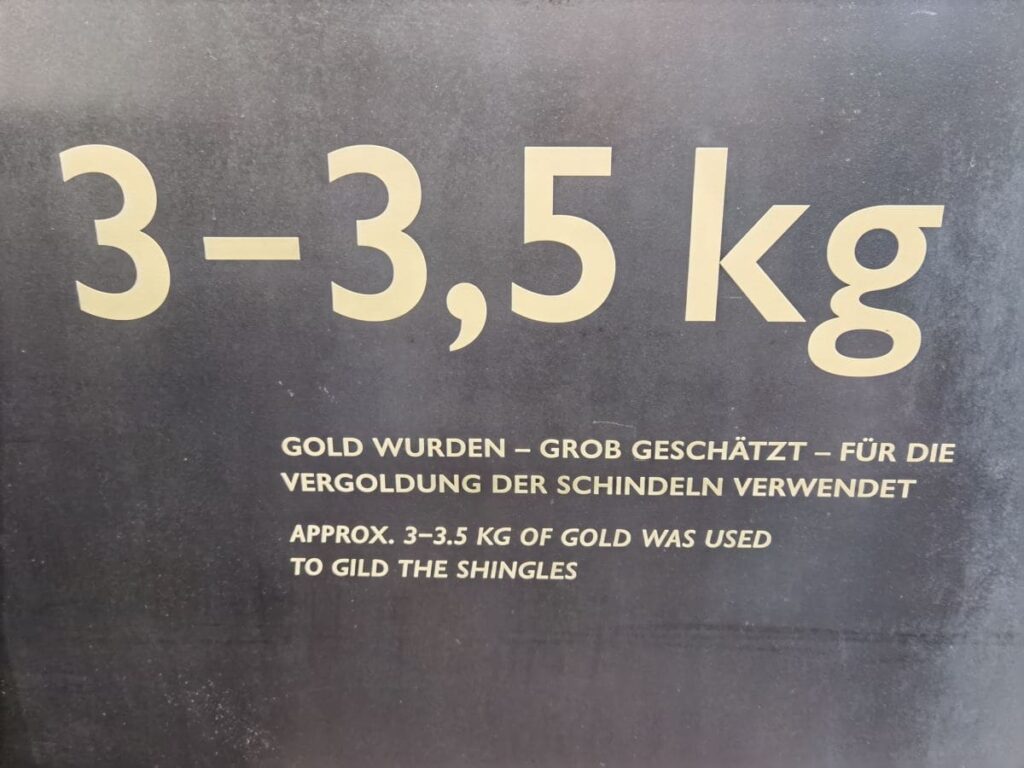 3–3,5 kg
GOLD WURDEN – GROB GESCHÄTZT – FÜR DIE
VERGOLDUNG DER SCHINDELN VERWENDET
APPROX. 3–3.5 KG OF GOLD WAS USED
TO GILD THE SHINGLES